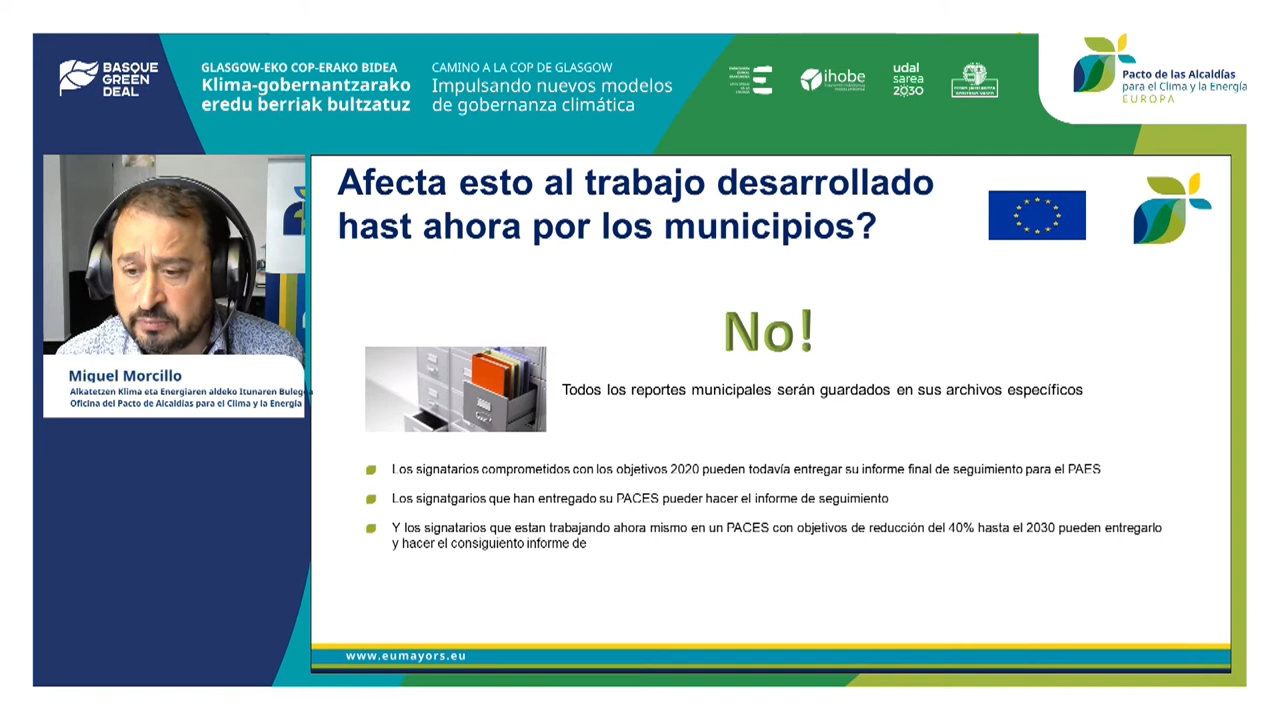 BASQUE
GREEN
DEAL
GLASGOW-EKO COP-ERAKO BIDEA
Klima-gobernantzarako
eredu berriak bultzatuz
CAMINO A LA COP DE GLASGOW
Impulsando nuevos modelos
de gobernanza climática
ihobe
udal
sarea
2030
Pacto de las Alcaldías
para el Clima y la Energía
EUROPA
Afecta esto al trabajo desarrollado
hast ahora por los municipios?
No!
Todos los reportes municipales serán guardados en sus archivos específicos
Miguel Morcillo
Alkatetzen Klima eta Energiaren aldeko Itunaren Bulegoa
Oficina del Pacto de Alcaldías para el Clima y la Energía
Los signatarios comprometidos con los objetivos 2020 pueden todavía entregar su informe final de seguimiento para el PAES
Los signatgarios que han entregado su PACES pueder hacer el informe de seguimiento
Y los signatarios que estan trabajando ahora mismo en un PACES con objetivos de reducción del 40% hasta el 2030 pueden entregarlo
y hacer el consiguiento informe de
www.eumayors.eu